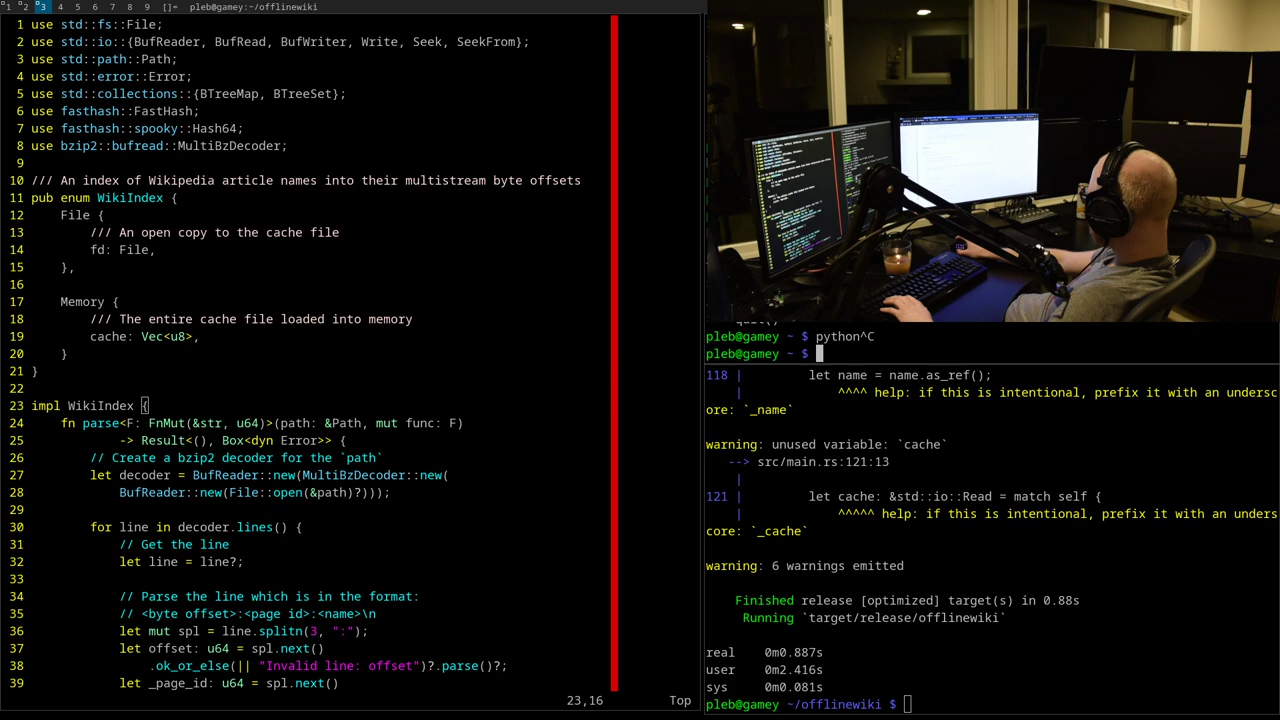 1 2 3 4 5 6 7 8 9 []= pleb@gamey:~/offlinewiki
1 use std::fs::File;
2 use std::io::{BufReader, BufRead, BufWriter, Write, Seek, SeekFrom};
3 use std::path::Path;
4 use std::error::Error;
5 use std::collections::{BTreeMap, BTreeSet};
6 use fasthash::FastHash;
7 use fasthash::spooky::Hash64;
8 use bzip2::bufread::MultiBzDecoder;
9
10 /// An index of Wikipedia article names into their multistream byte offsets
11 pub enum WikiIndex {
12     File {
13         /// An open copy to the cache file
14         fd: File,
15     },
16
17     Memory {
18         /// The entire cache file loaded into memory
19         cache: Vec<u8>,
20     }
21 }
22
23 impl WikiIndex {
24     fn parse<F: FnMut(&str, u64)>(path: &Path, mut func: F)
25             -> Result<(), Box<dyn Error>> {
26         // Create a bzip2 decoder for the `path`
27         let decoder = BufReader::new(MultiBzDecoder::new(
28             BufReader::new(File::open(&path)?)));
29
30         for line in decoder.lines() {
31             // Get the line
32             let line = line?;
33
34             // Parse the line which is in the format:
35             // <byte offset>:<page id>:<name>\n
36             let mut spl = line.splitn(3, ":");
37             let offset: u64 = spl.next()
38                 .ok_or_else(|| "Invalid line: offset")?.parse()?;
39             let _page_id: u64 = spl.next()
23,16 Top
quit()
pleb@gamey ~ $ python^C
pleb@gamey ~ $
118 |         let name = name.as_ref();
    |             ^^^^ help: if this is intentional, prefix it with an undersc
ore: `_name`
warning: unused variable: `cache`
   --> src/main.rs:121:13
    |
121 |         let cache: &std::io::Read = match self {
    |             ^^^^^ help: if this is intentional, prefix it with an unders
core: `_cache`
warning: 6 warnings emitted
    Finished release [optimized] target(s) in 0.88s
     Running `target/release/offlinewiki`
real    0m0.887s
user    0m2.416s
sys     0m0.081s
pleb@gamey ~/offlinewiki $